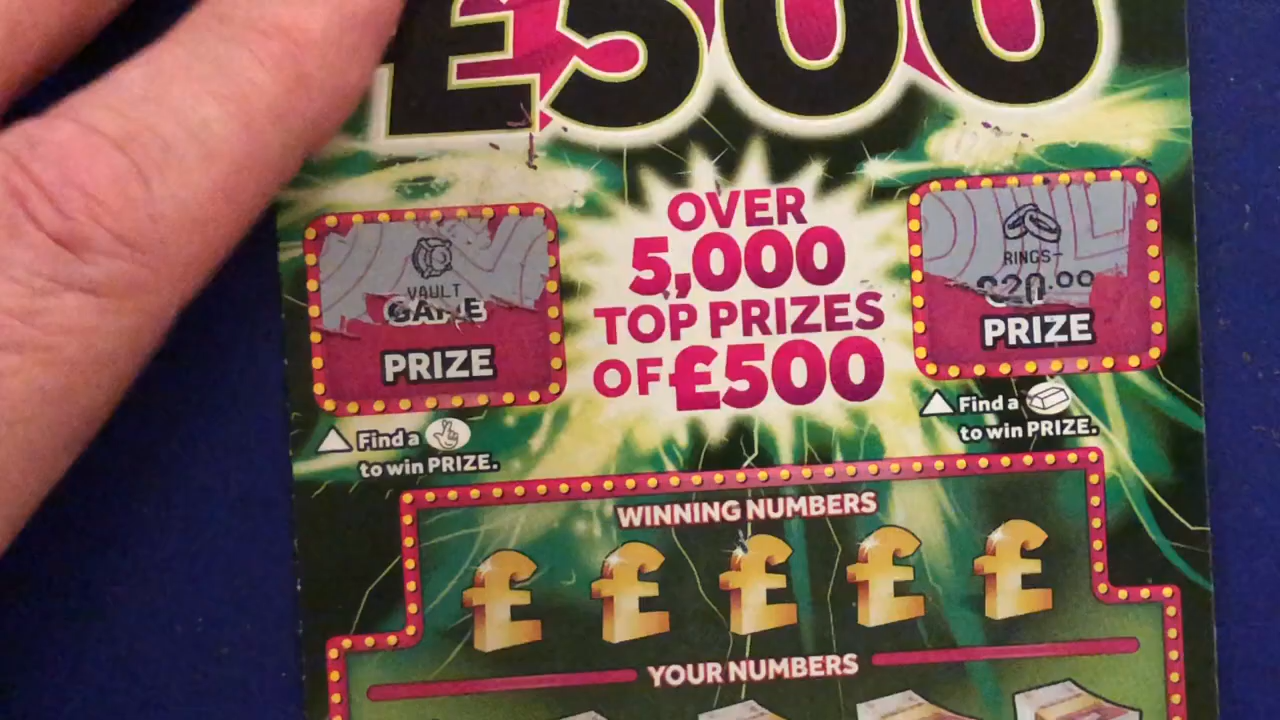 £500
OVER
5,000
TOP PRIZES
OF £500
VAULT
GAME
PRIZE
RINGS
PRIZE
Find a
to win PRIZE.
Find a
to win PRIZE.
WINNING NUMBERS
£ £ £ £ £
YOUR NUMBERS